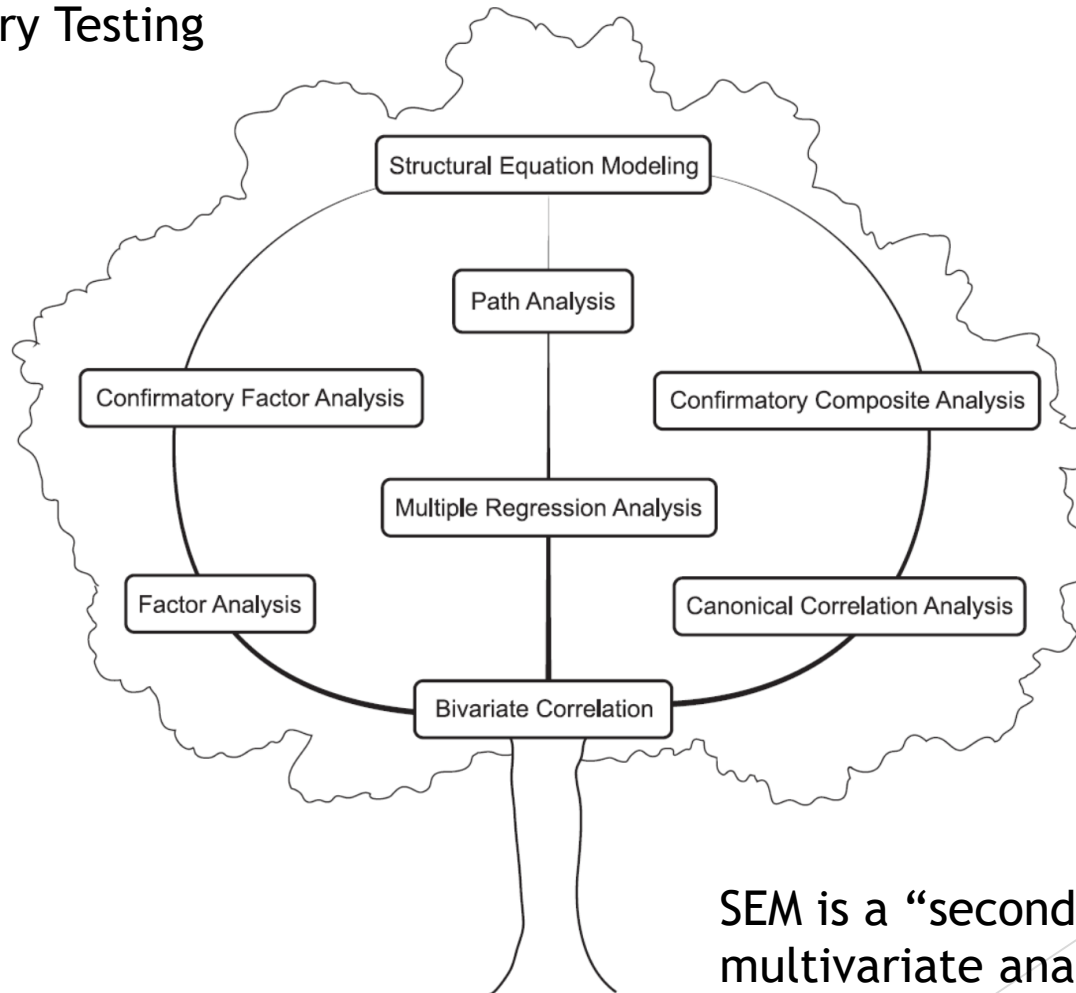 ry Testing
Structural Equation Modeling
Path Analysis
Confirmatory Factor Analysis
Confirmatory Composite Analysis
Multiple Regression Analysis
Factor Analysis
Canonical Correlation Analysis
Bivariate Correlation
SEM is a “second
multivariate ana